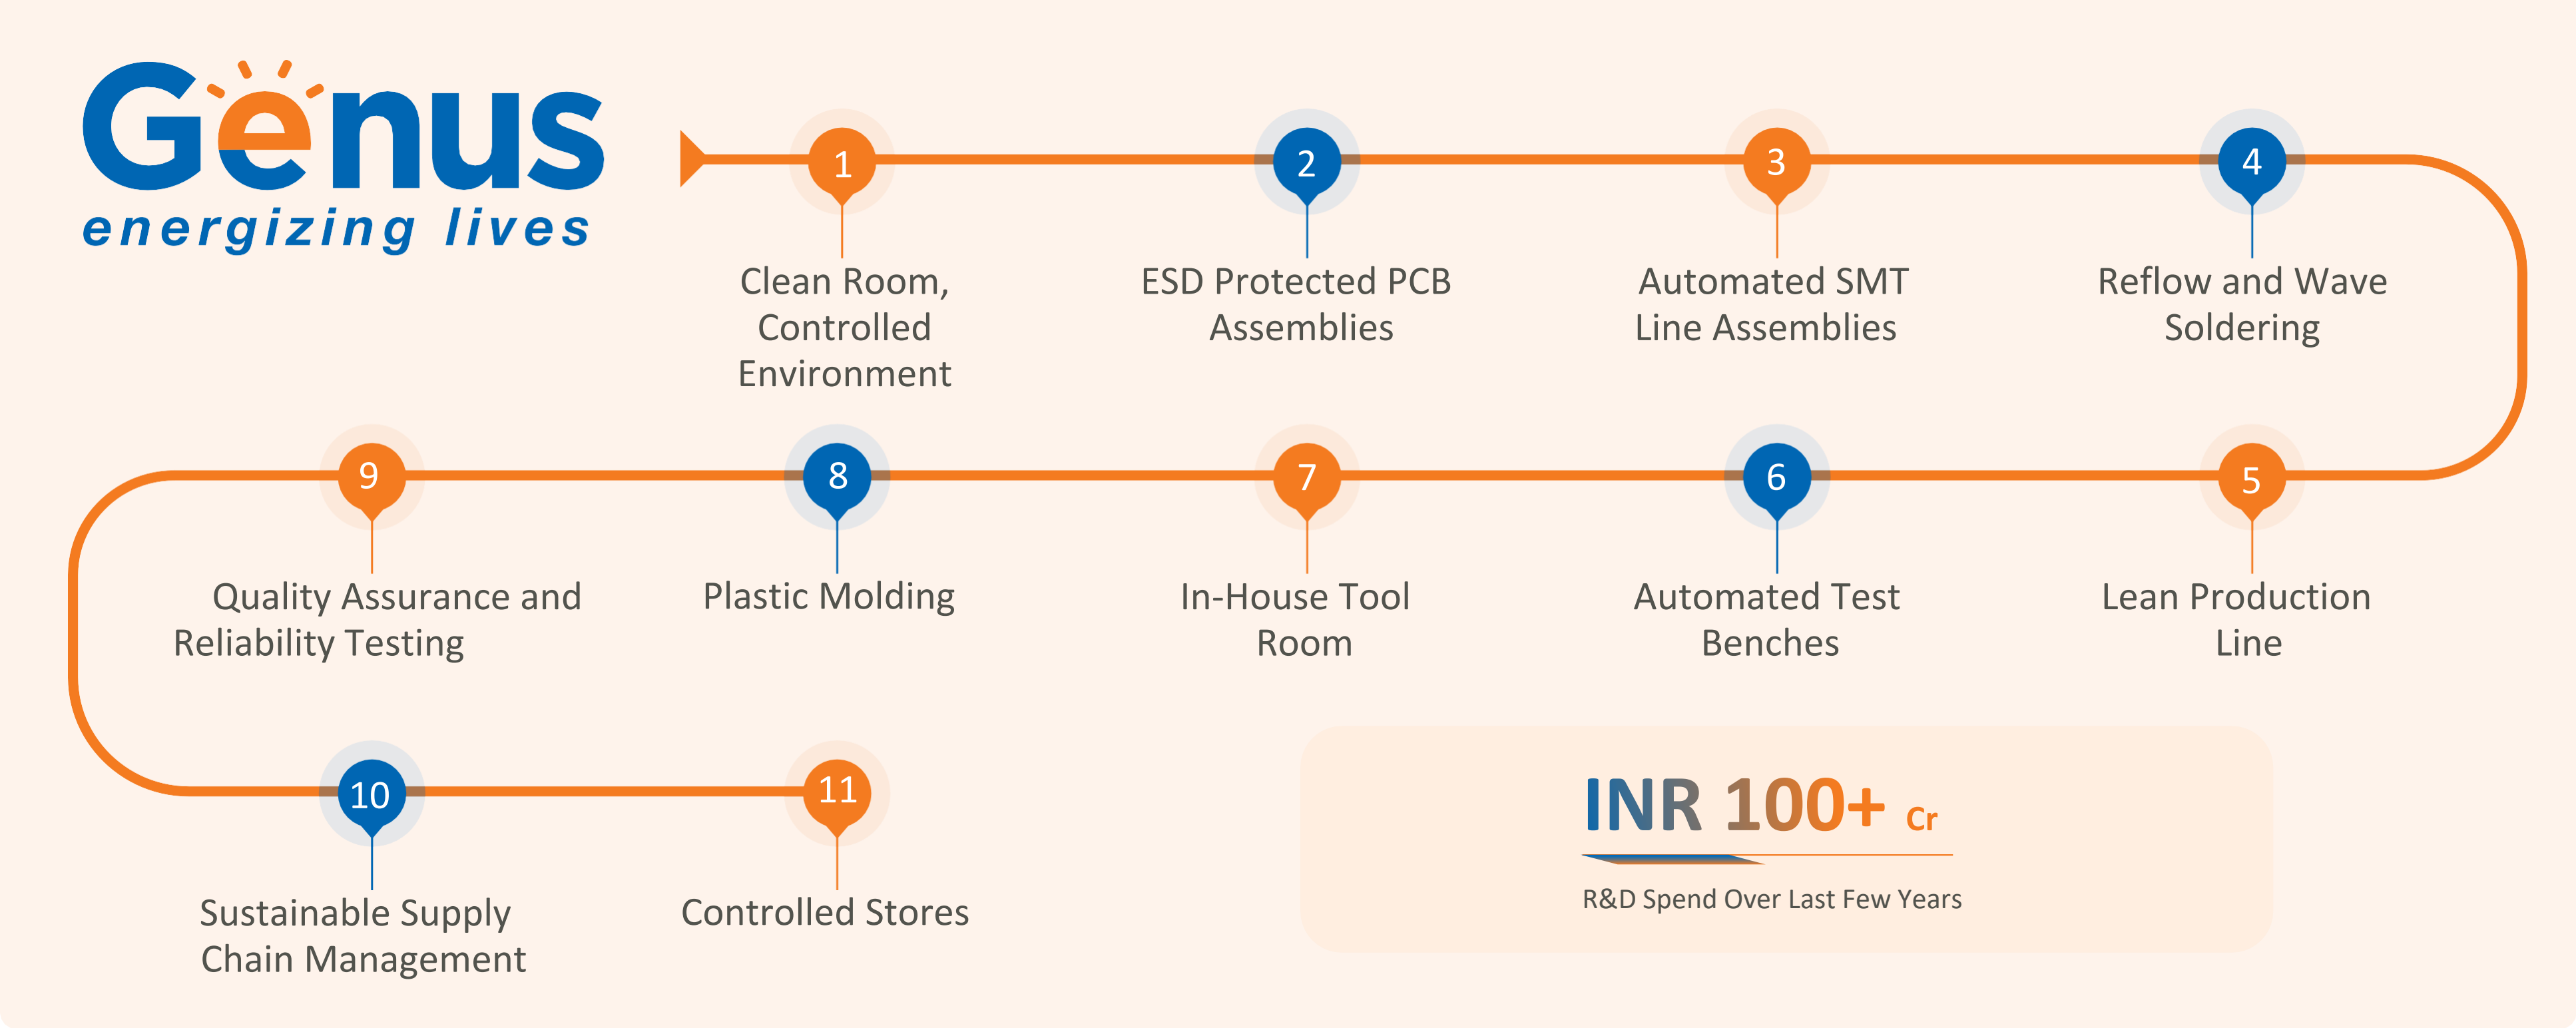 Genus
energizing lives
1
Clean Room,
Controlled
Environment
2
ESD Protected PCB
Assemblies
3
Automated SMT
Line Assemblies
4
Reflow and Wave
Soldering
5
Lean Production
Line
6
Automated Test
Benches
7
In-House Tool
Room
8
Plastic Molding
9
Quality Assurance and
Reliability Testing
10
Sustainable Supply
Chain Management
11
Controlled Stores
INR 100+ Cr
R&D Spend Over Last Few Years